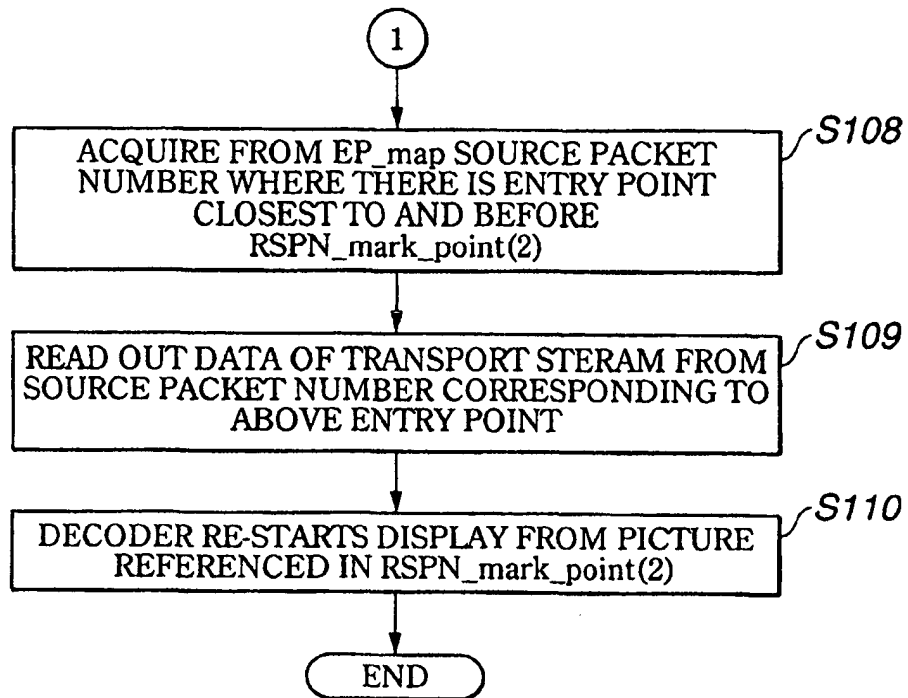 1
S108
ACQUIRE FROM EP_map SOURCE PACKET
NUMBER WHERE THERE IS ENTRY POINT
CLOSEST TO AND BEFORE
RSPN_mark_point(2)
S109
READ OUT DATA OF TRANSPORT STERAM FROM
SOURCE PACKET NUMBER CORRESPONDING TO
ABOVE ENTRY POINT
S110
DECODER RE-STARTS DISPLAY FROM PICTURE
REFERENCED IN RSPN_mark_point(2)
END